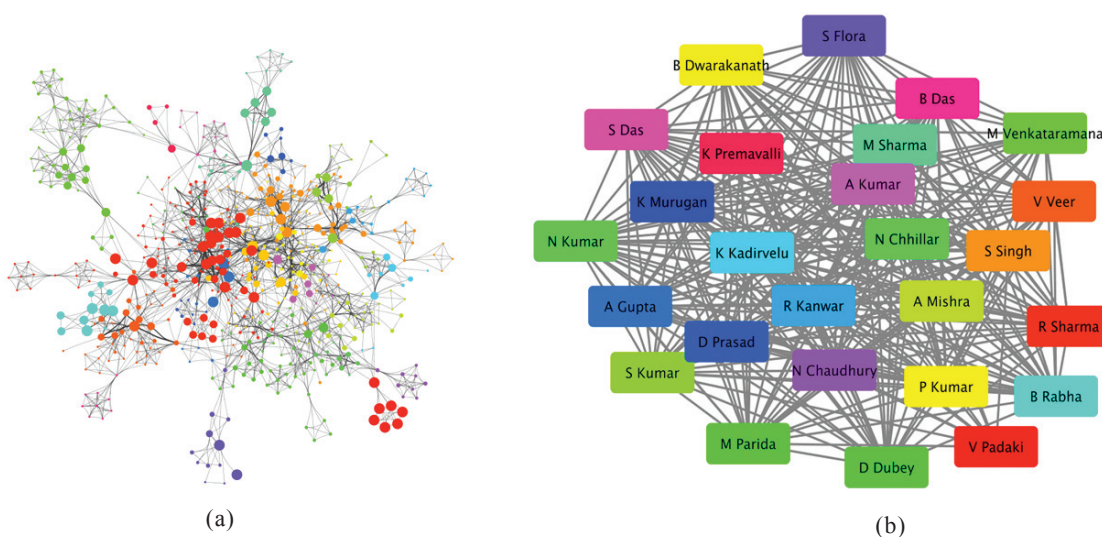 S Flora
B Dwarakanath
B Das
S Das
M Venkataramana
K Premavalli
M Sharma
A Kumar
K Murugan
V Veer
N Kumar
N Chhillar
K Kadirvelu
S Singh
A Gupta
R Kanwar
A Mishra
R Sharma
D Prasad
S Kumar
N Chaudhury
P Kumar
B Rabha
M Parida
V Padaki
D Dubey
(a)
(b)